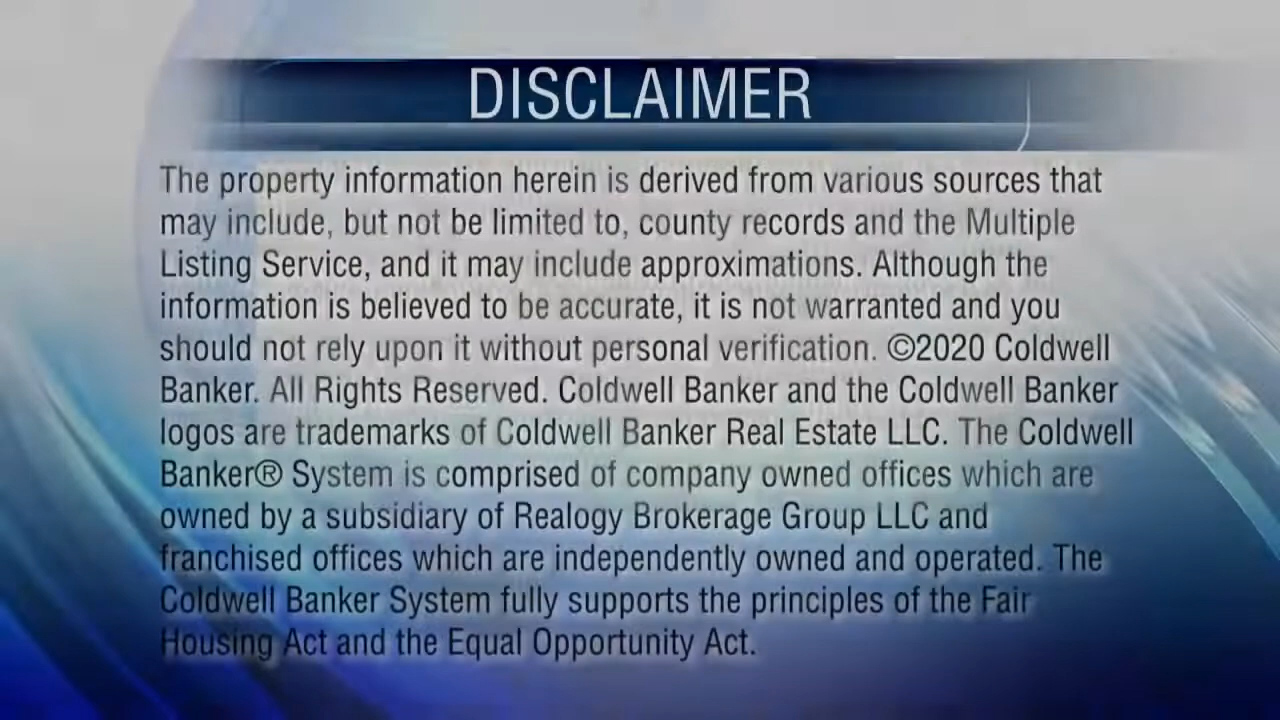 DISCLAIMER
The property information herein is derived from various sources that
may include, but not be limited to, county records and the Multiple
Listing Service, and it may include approximations. Although the
information is believed to be accurate, it is not warranted and you
should not rely upon it without personal verification. ©2020 Coldwell
Banker. All Rights Reserved. Coldwell Banker and the Coldwell Banker
logos are trademarks of Coldwell Banker Real Estate LLC. The Coldwell
Banker® System is comprised of company owned offices which are
owned by a subsidiary of Realogy Brokerage Group LLC and
franchised offices which are independently owned and operated. The
Coldwell Banker System fully supports the principles of the Fair
Housing Act and the Equal Opportunity Act.